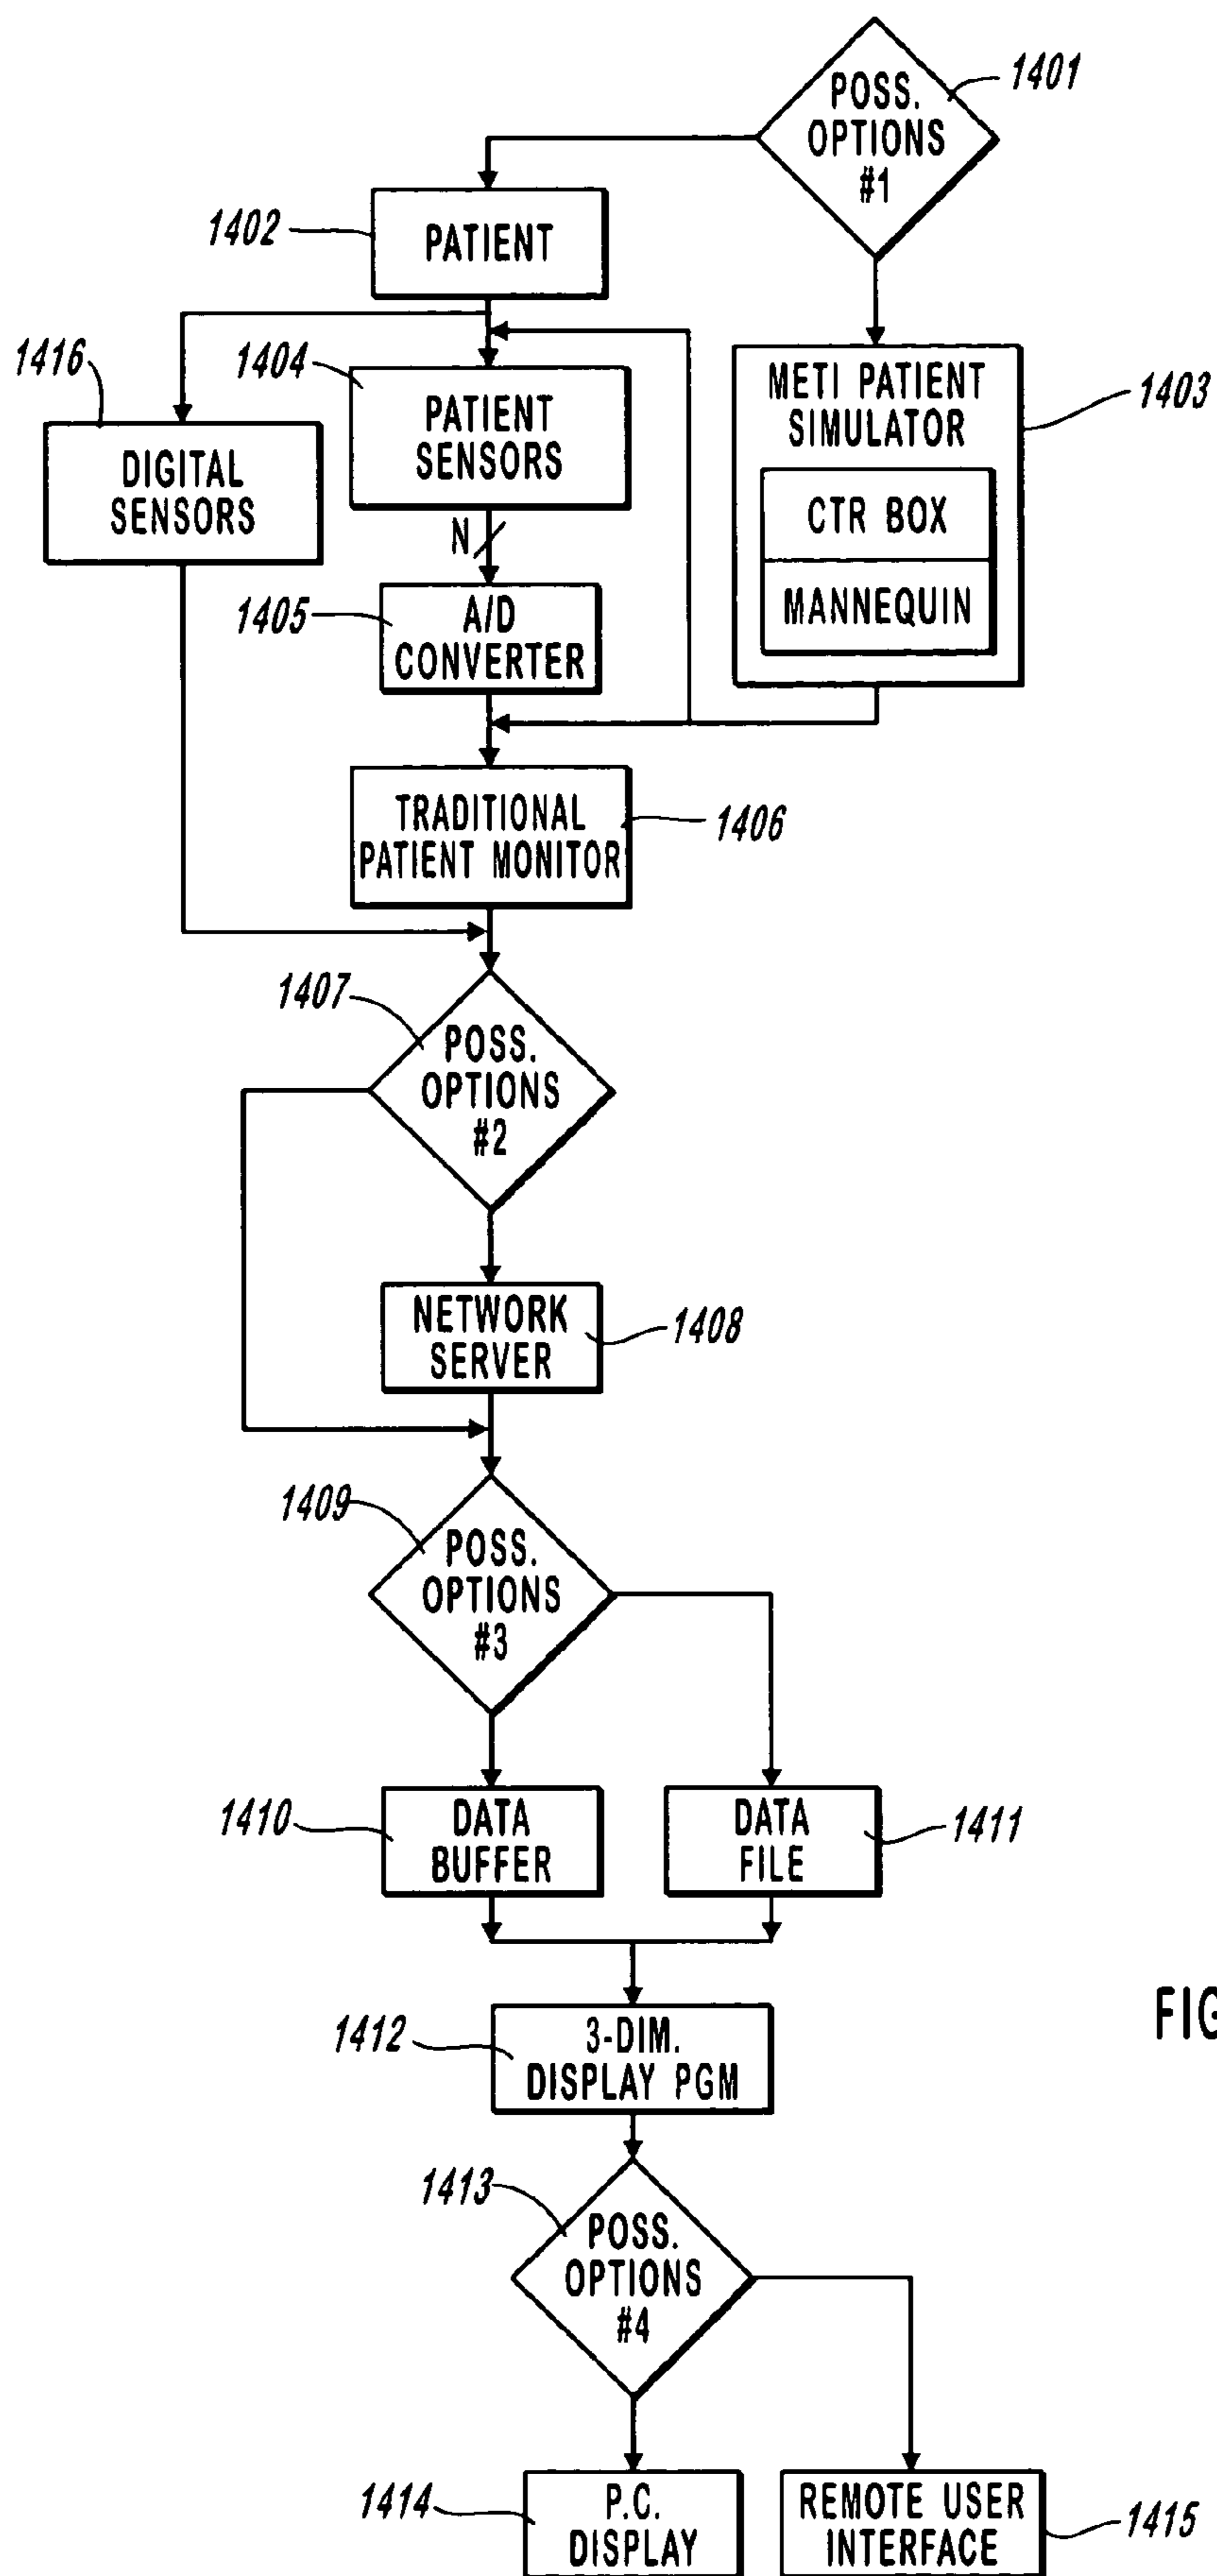 1401
POSS.
OPTIONS
#1
1402
PATIENT
1416
1404
PATIENT
SENSORS
METI PATIENT
SIMULATOR
1403
CTR BOX
MANNEQUIN
DIGITAL
SENSORS
N
1405
A/D
CONVERTER
TRADITIONAL
PATIENT MONITOR
1406
1407
POSS.
OPTIONS
#2
NETWORK
SERVER
1408
1409
POSS.
OPTIONS
#3
1410
DATA
BUFFER
DATA
FILE
1411
FIG
1412
3-DIM.
DISPLAY PGM
1413
POSS.
OPTIONS
#4
1414
P.C.
DISPLAY
REMOTE USER
INTERFACE
1415